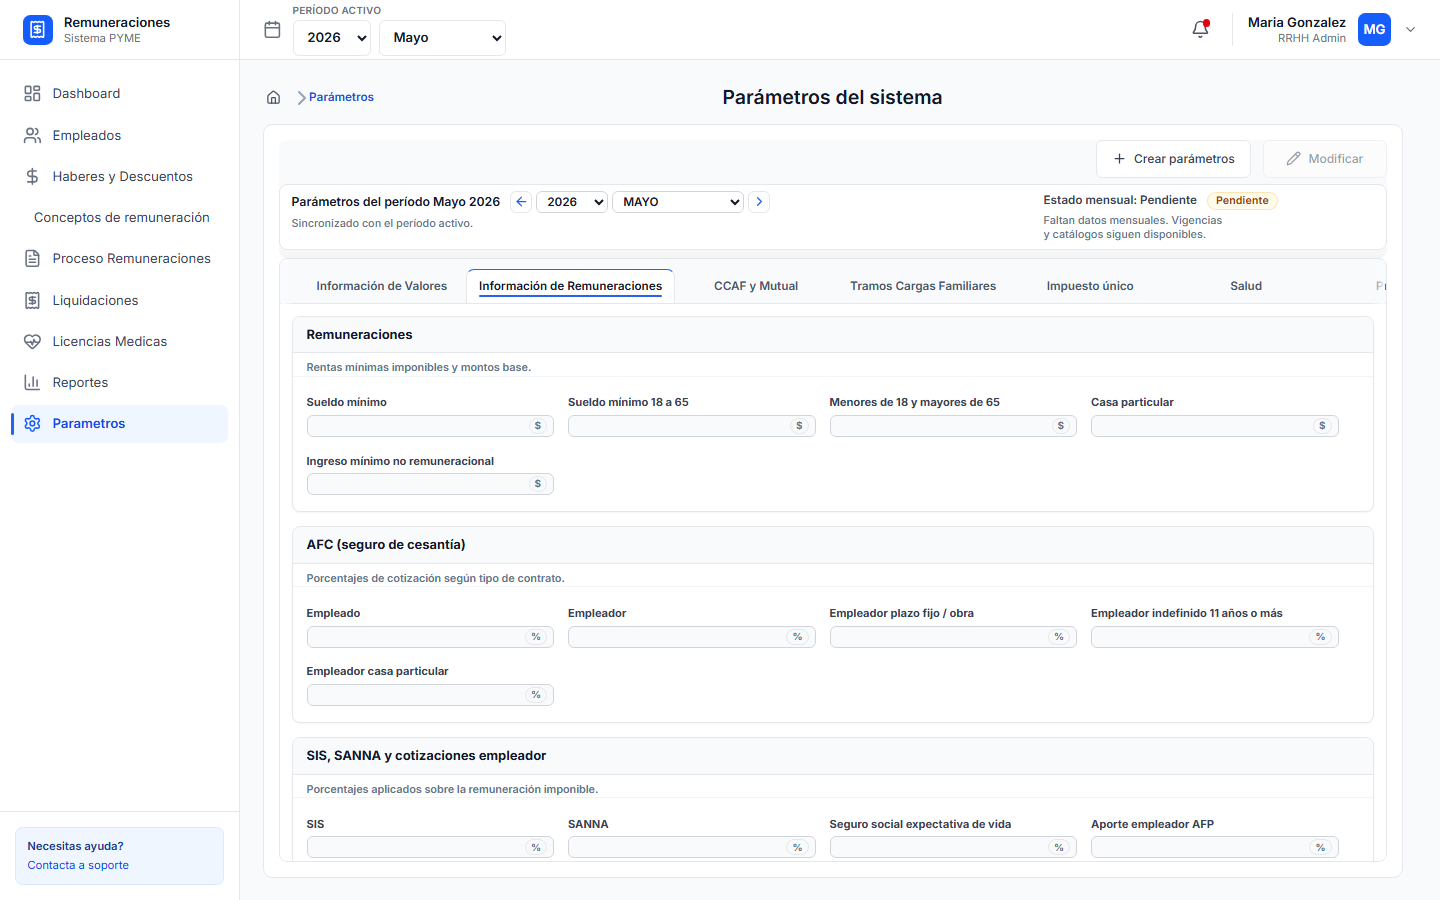 Remuneraciones
Sistema PYME
PERÍODO ACTIVO
2026
Mayo
Maria Gonzalez
RRHH Admin
MG
Dashboard
Empleados
Haberes y Descuentos
Conceptos de remuneración
Proceso Remuneraciones
Liquidaciones
Licencias Medicas
Reportes
Parametros
Necesitas ayuda?
Contacta a soporte
Parámetros
Parámetros del sistema
Crear parámetros
Modificar
Parámetros del período Mayo 2026
2026
MAYO
Sincronizado con el período activo.
Estado mensual: Pendiente
Pendiente
Faltan datos mensuales. Vigencias
y catálogos siguen disponibles.
Información de Valores
Información de Remuneraciones
CCAF y Mutual
Tramos Cargas Familiares
Impuesto único
Salud
Remuneraciones
Rentas mínimas imponibles y montos base.
Sueldo mínimo
$
Sueldo mínimo 18 a 65
$
Menores de 18 y mayores de 65
$
Casa particular
$
Ingreso mínimo no remuneracional
$
AFC (seguro de cesantía)
Porcentajes de cotización según tipo de contrato.
Empleado
%
Empleador
%
Empleador plazo fijo / obra
%
Empleador indefinido 11 años o más
%
Empleador casa particular
%
SIS, SANNA y cotizaciones empleador
Porcentajes aplicados sobre la remuneración imponible.
SIS
%
SANNA
%
Seguro social expectativa de vida
%
Aporte empleador AFP
%